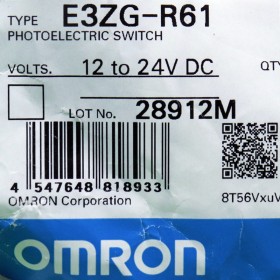 TYPE E3ZG-R61
PHOTOELECTRIC SWITCH
VOLTS. 12 to 24V DC
LOT No. 28912M
4 547648 818933
OMRON Corporation
8T56VxuV
OMRON